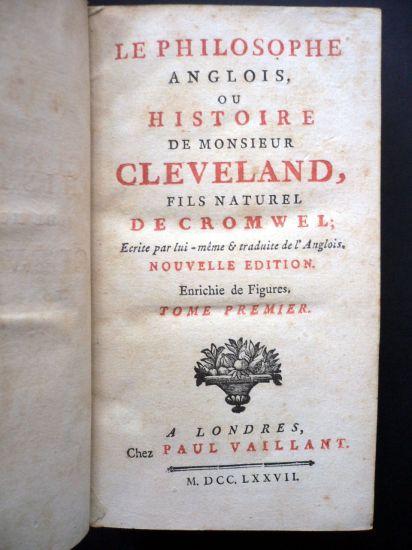 LE PHILOSOPHE
ANGLOIS,
OU
HISTOIRE
DE MONSIEUR
CLEVELAND,
FILS NATUREL
DE CROMWEL;
Ecrite par lui-même & traduite de l'Anglois.
NOUVELLE EDITION.
Enrichie de Figures.
TOME PREMIER.
A LONDRES,
Chez PAUL VAILLANT.
M. DCC. LXXVII.